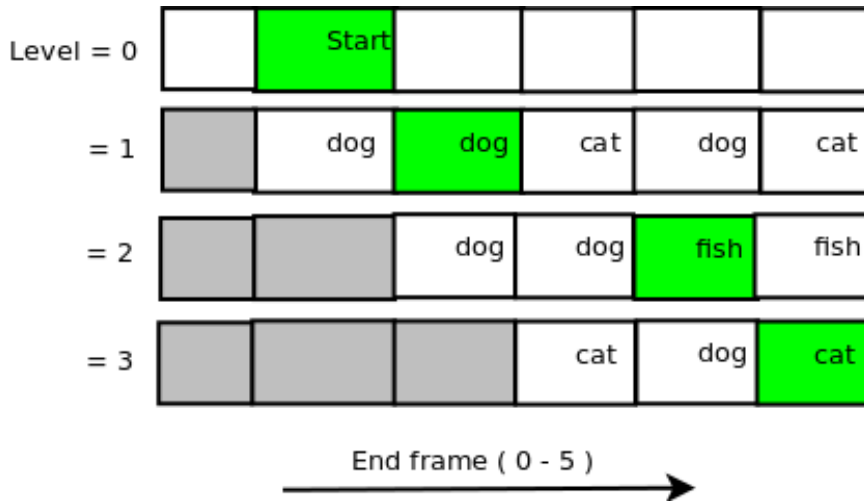 Level = 0 Start
= 1 dog dog cat dog cat
= 2 dog dog fish fish
= 3 cat dog cat
End frame ( 0 - 5 )